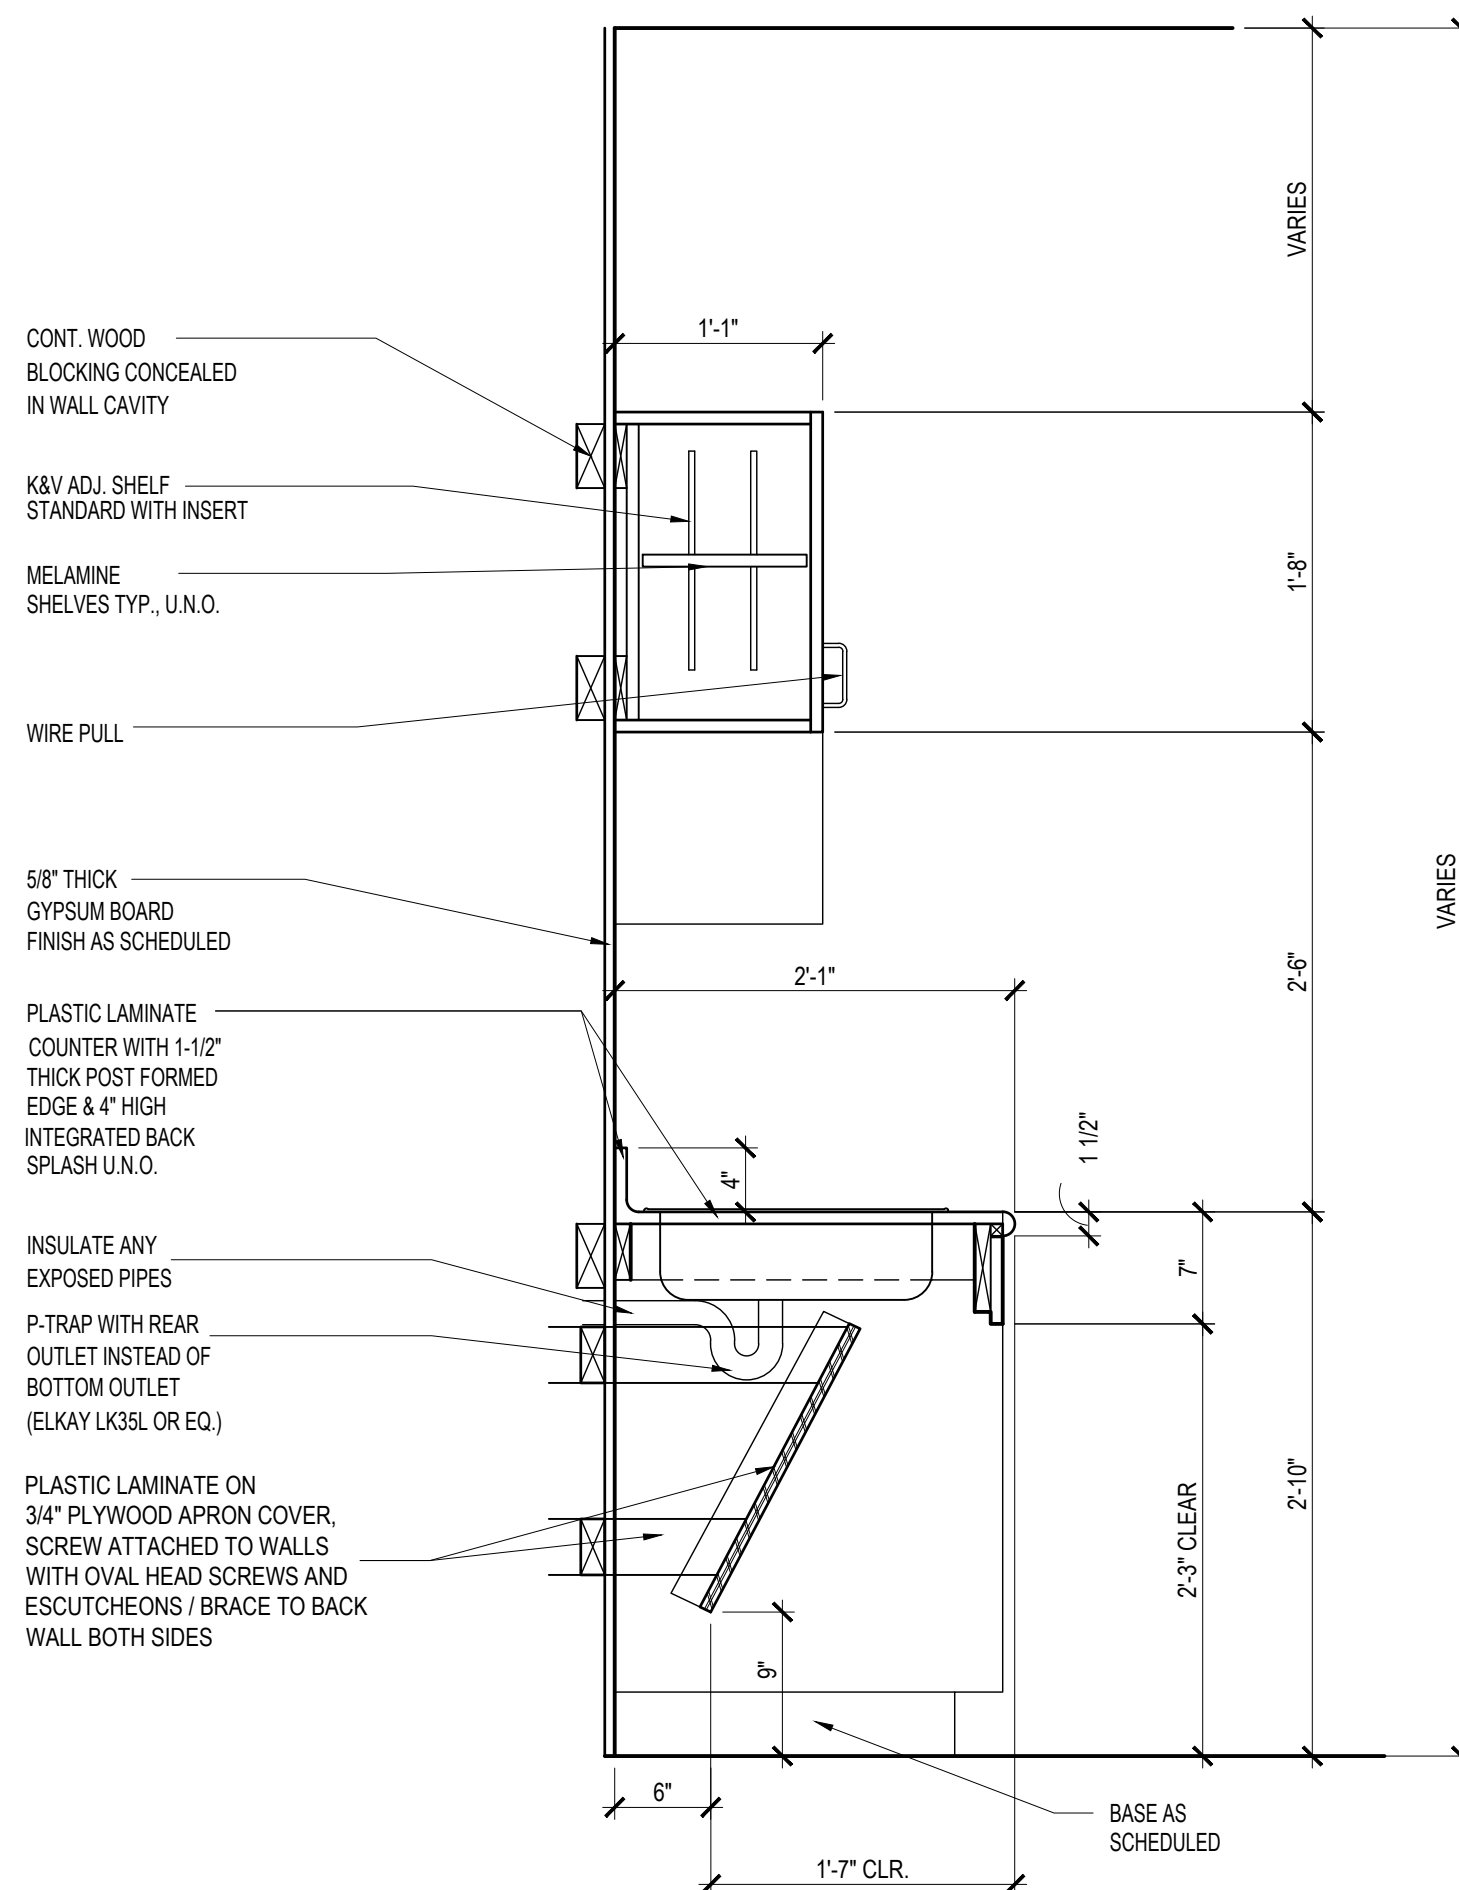 VARIES
1'-1"
CONT. WOOD
BLOCKING CONCEALED
IN WALL CAVITY
K&V ADJ. SHELF
STANDARD WITH INSERT
MELAMINE
SHELVES TYP., U.N.O.
1'-8"
WIRE PULL
5/8" THICK
GYPSUM BOARD
FINISH AS SCHEDULED
VARIES
2'-6"
2'-1"
PLASTIC LAMINATE
COUNTER WITH 1-1/2"
THICK POST FORMED
EDGE & 4" HIGH
INTEGRATED BACK
SPLASH U.N.O.
4"
1 1/2"
INSULATE ANY
EXPOSED PIPES
7"
P-TRAP WITH REAR
OUTLET INSTEAD OF
BOTTOM OUTLET
(ELKAY LK35L OR EQ.)
PLASTIC LAMINATE ON
3/4" PLYWOOD APRON COVER,
SCREW ATTACHED TO WALLS
WITH OVAL HEAD SCREWS AND
ESCUTCHEONS / BRACE TO BACK
WALL BOTH SIDES
2'-3" CLEAR
2'-10"
9"
6"
BASE AS
SCHEDULED
1'-7" CLR.